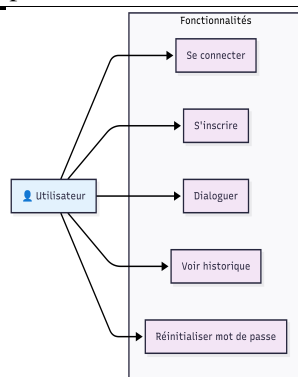 Fonctionnalités
Se connecter
S'inscrire
👤 Utilisateur
Dialoguer
Voir historique
Réinitialiser mot de passe